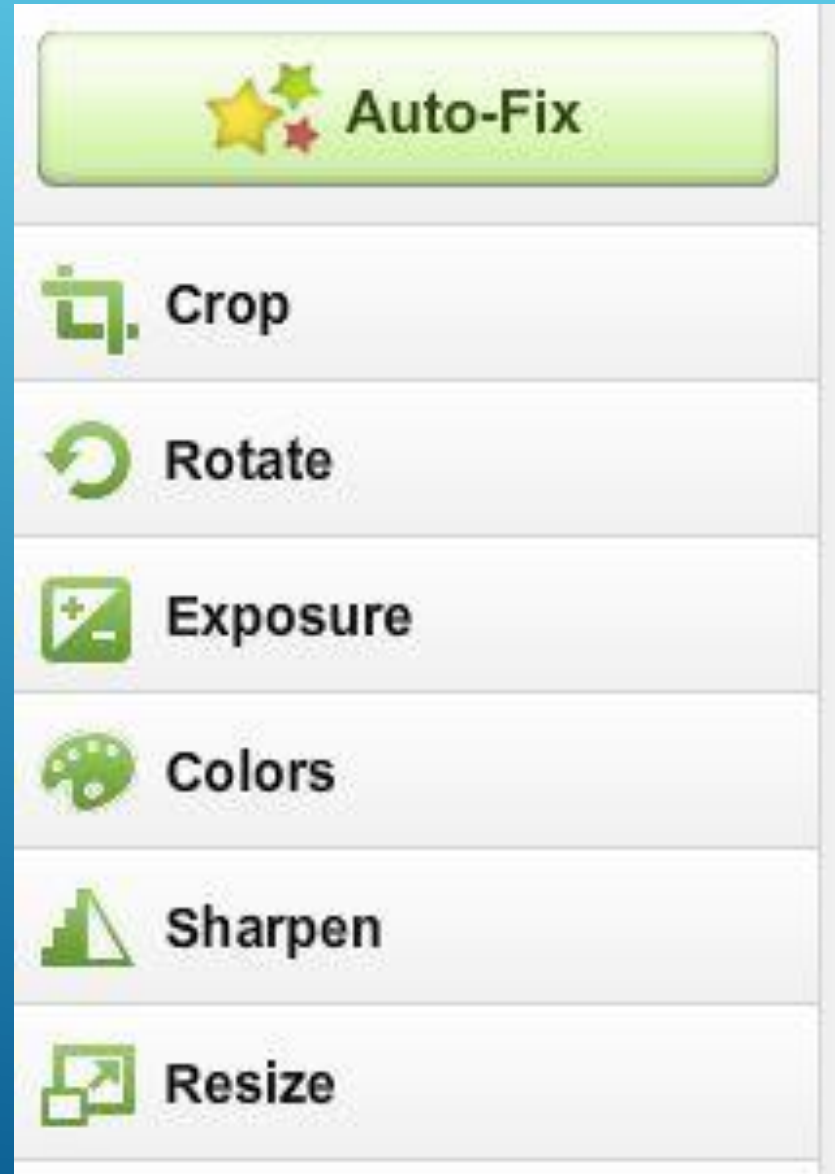 Auto-Fix
Crop
Rotate
Exposure
Colors
Sharpen
Resize